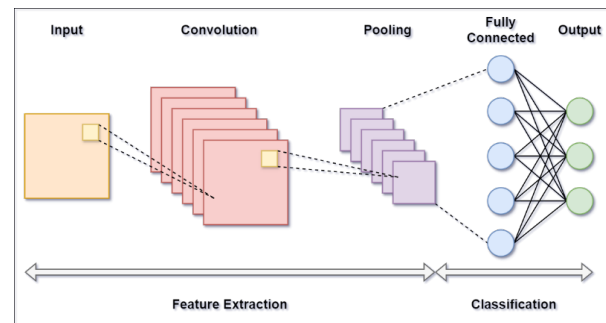 Input
Convolution
Pooling
Fully
Connected
Output
Feature Extraction
Classification